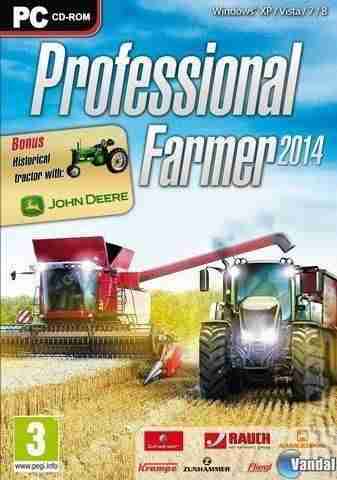 PC CD-ROM
Windows® XP / Vista / 7 / 8
Professional
Farmer 2014
Bonus
Historical
tractor with:
JOHN DEERE
3
www.pegi.info
RAUCH
Krampe
ZUNHAMMER
Fliegl
Vandal